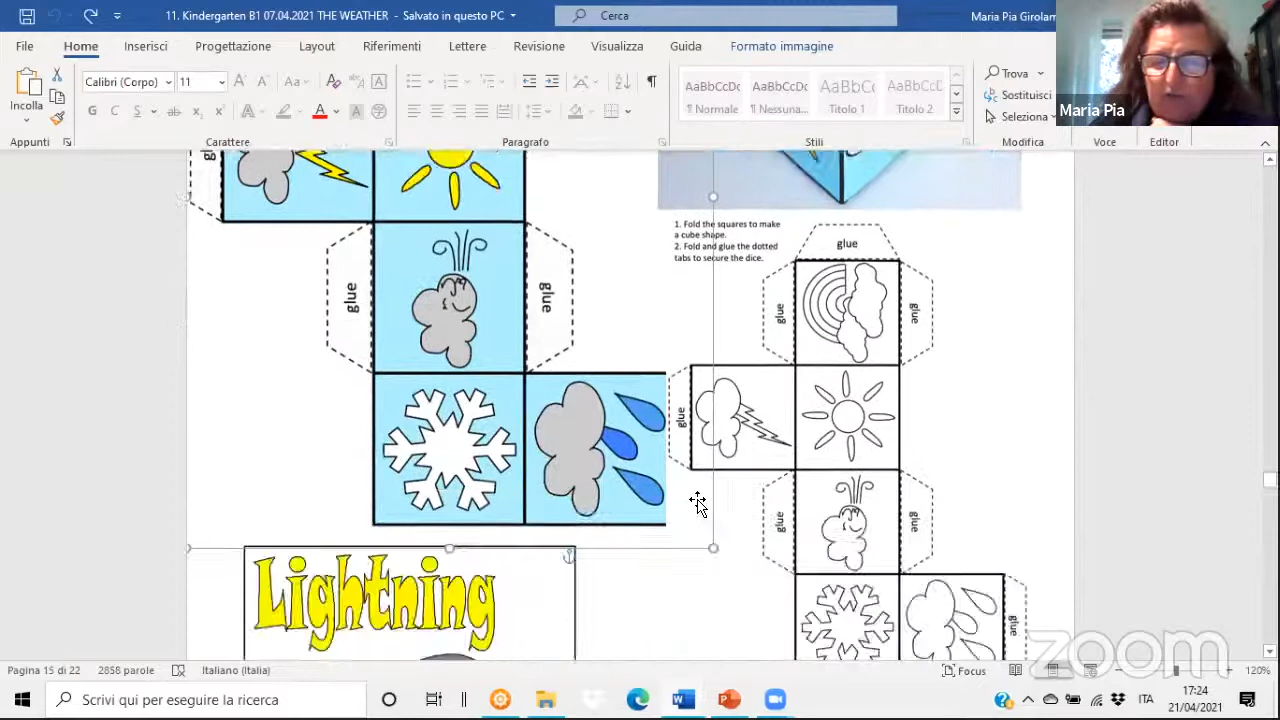 11. Kindergarten B1 07.04.2021 THE WEATHER - Salvato in questo PC
Cerca
Maria Pia Girolam
File
Home
Inserisci
Progettazione
Layout
Riferimenti
Lettere
Revisione
Visualizza
Guida
Formato immagine
Incolla
Calibri (Corpo)
11
Aa
G C S ab x x
AaBbCcDc
AaBbCcDc
AaBbCc
AaBbCcD
¶ Normale
¶ Nessuna...
Titolo 1
Titolo 2
Trova
Sostituisci
Seleziona
Maria Pia
Appunti
Carattere
Paragrafo
Stili
Modifica
Voce
Editor
1. Fold the squares to make
a cube shape.
2. Fold and glue the dotted
tabs to secure the dice.
glue
glue
glue
glue
glue
glue
glue
glue
glue
Lightning
glue
zoom
Pagina 15 di 22
2858 parole
Italiano (Italia)
Focus
120%
Scrivi qui per eseguire la ricerca
ITA
17:24
21/04/2021